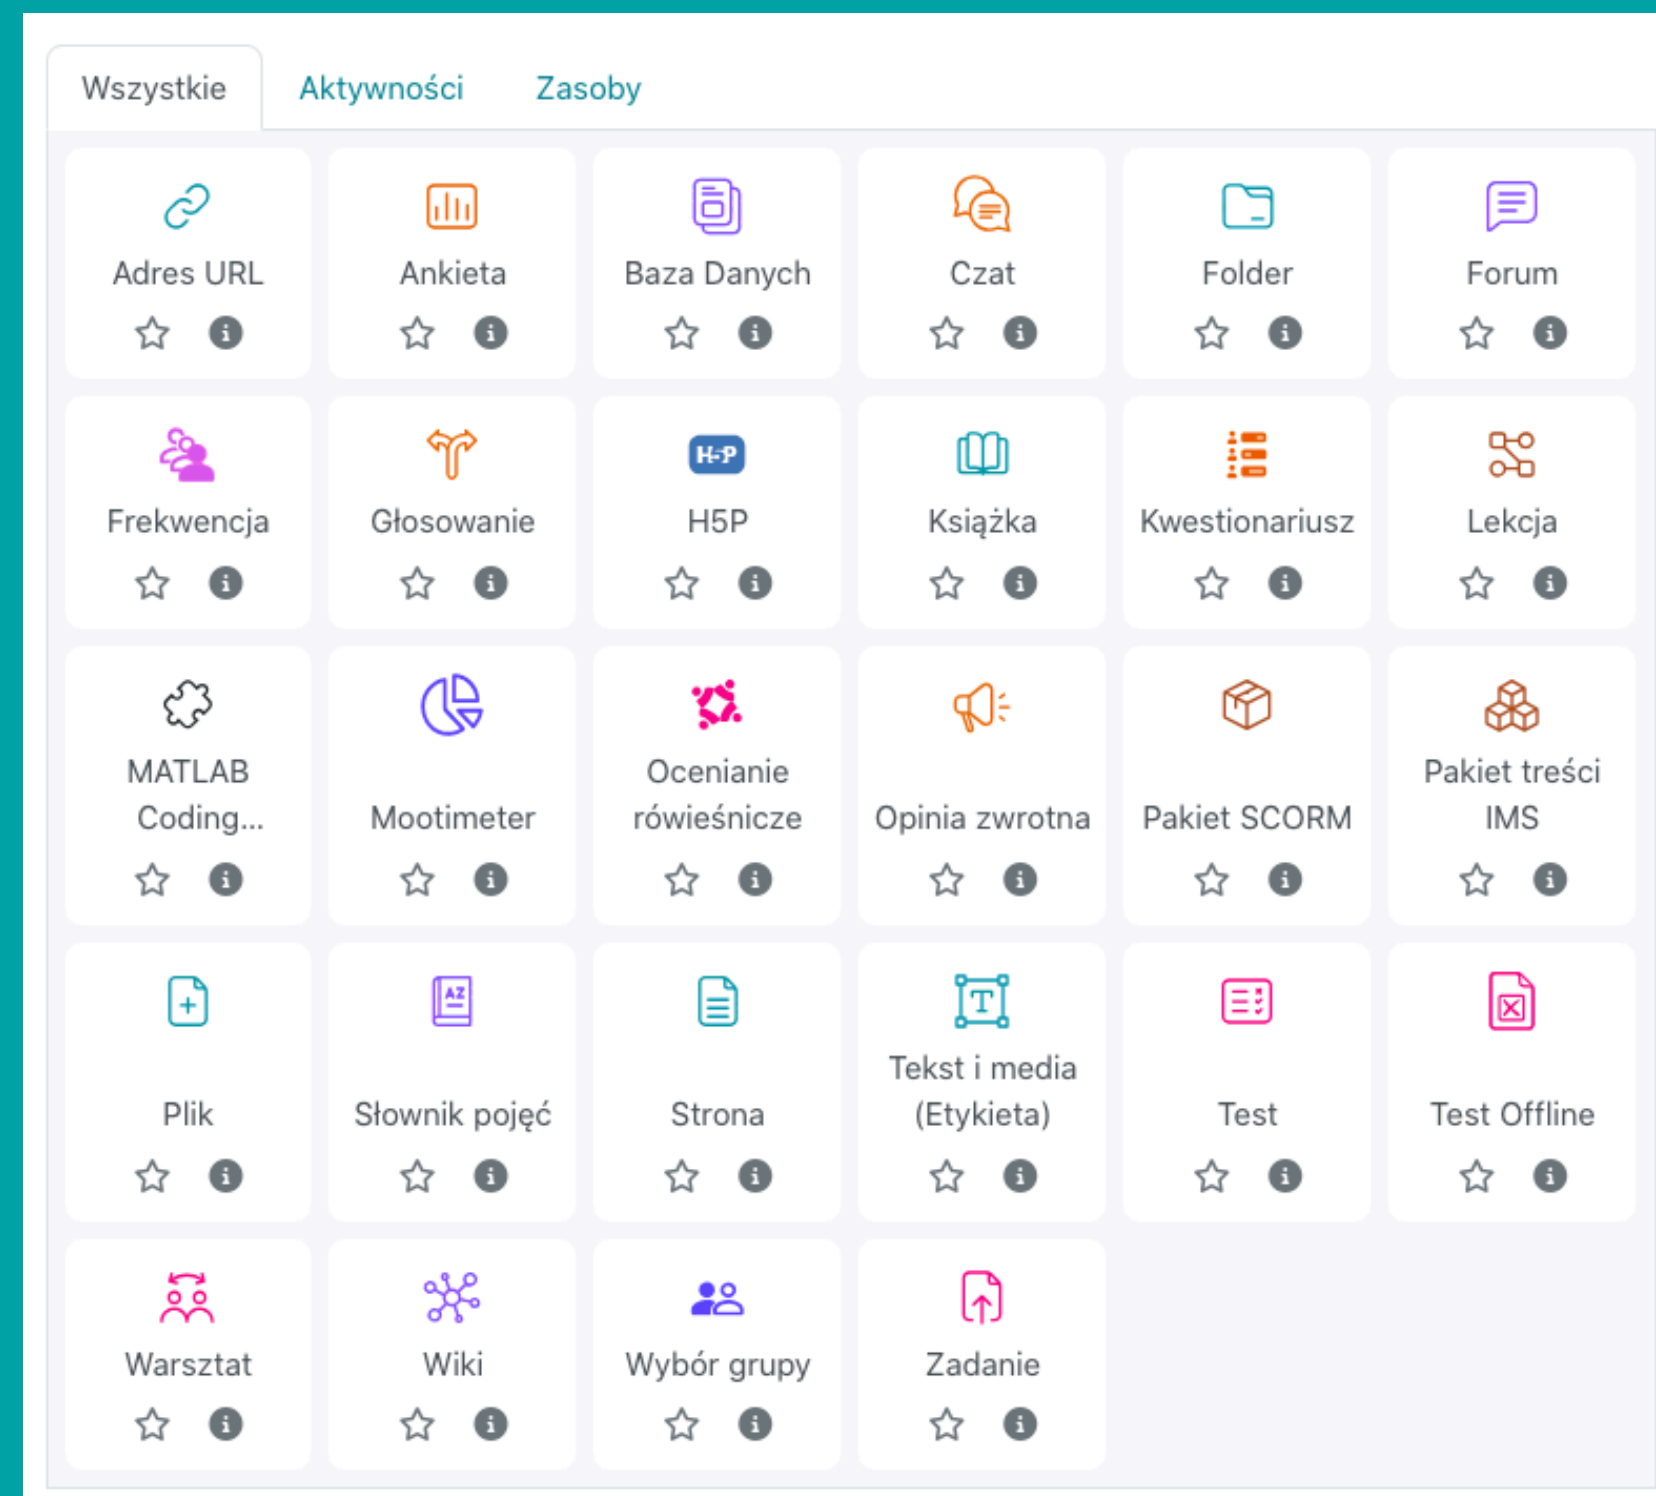 Wszystkie Aktywności Zasoby
Adres URL Ankieta Baza Danych Czat Folder Forum
H-P
Frekwencja Głosowanie H5P Książka Kwestionariusz Lekcja
MATLAB Ocenianie Pakiet treści
Coding... Mootimeter rówieśnicze Opinia zwrotna Pakiet SCORM IMS
AZ
T
Tekst i media
Plik Słownik pojęć Strona (Etykieta) Test Test Offline
Warsztat Wiki Wybór grupy Zadanie